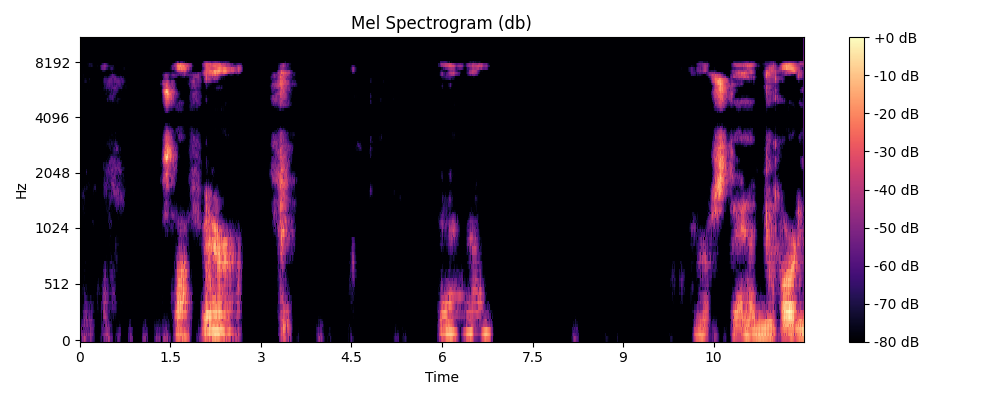 Mel Spectrogram (db)
Hz
8192
4096
2048
1024
512
0
0 1.5 3 4.5 6 7.5 9 10
Time
+0 dB
-10 dB
-20 dB
-30 dB
-40 dB
-50 dB
-60 dB
-70 dB
-80 dB